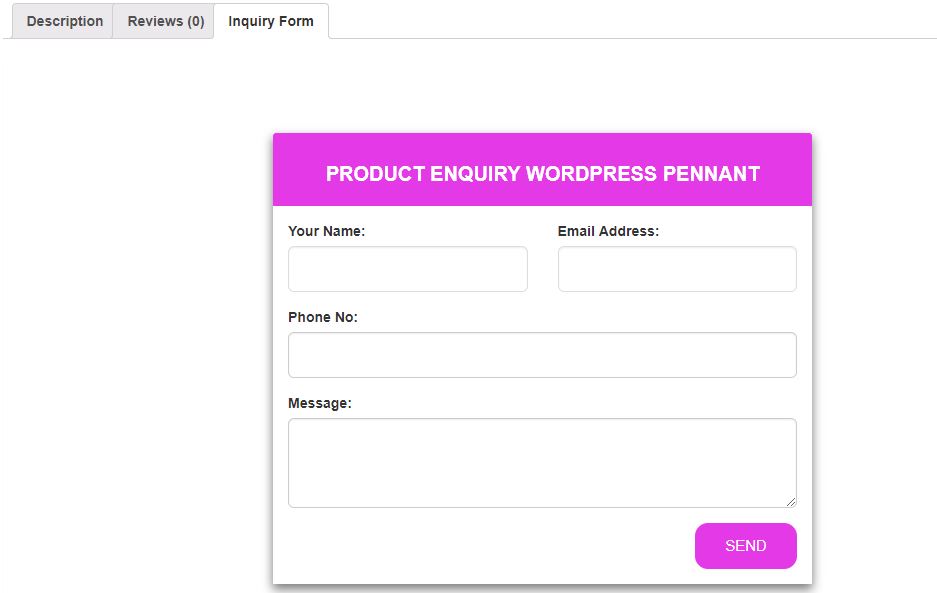 Description Reviews (0) Inquiry Form
PRODUCT ENQUIRY WORDPRESS PENNANT
Your Name: Email Address:
Phone No:
Message:
SEND